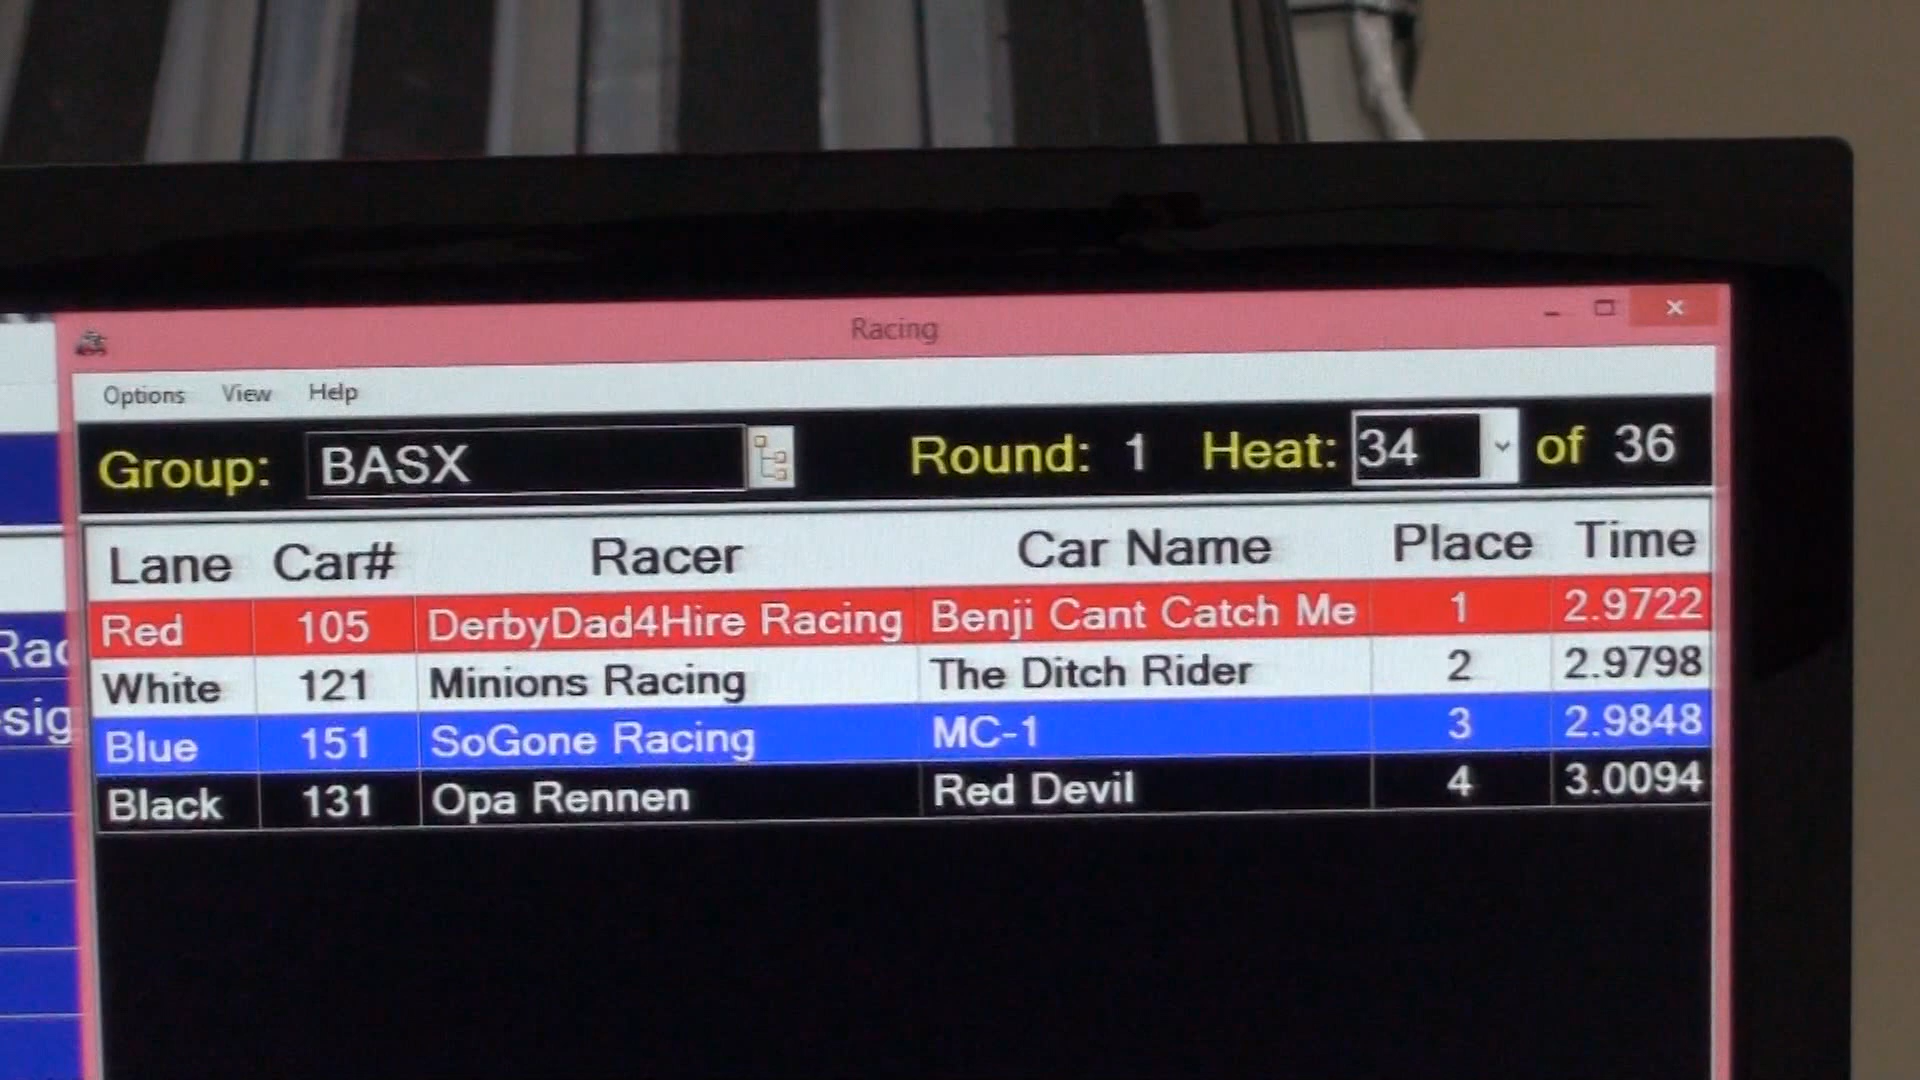 Racing
Options View Help
Group: BASX Round: 1 Heat: 34 of 36
Lane Car# Racer Car Name Place Time
Red 105 DerbyDad4Hire Racing Benji Cant Catch Me 1 2.9722
White 121 Minions Racing The Ditch Rider 2 2.9798
Blue 151 SoGone Racing MC-1 3 2.9848
Black 131 Opa Rennen Red Devil 4 3.0094